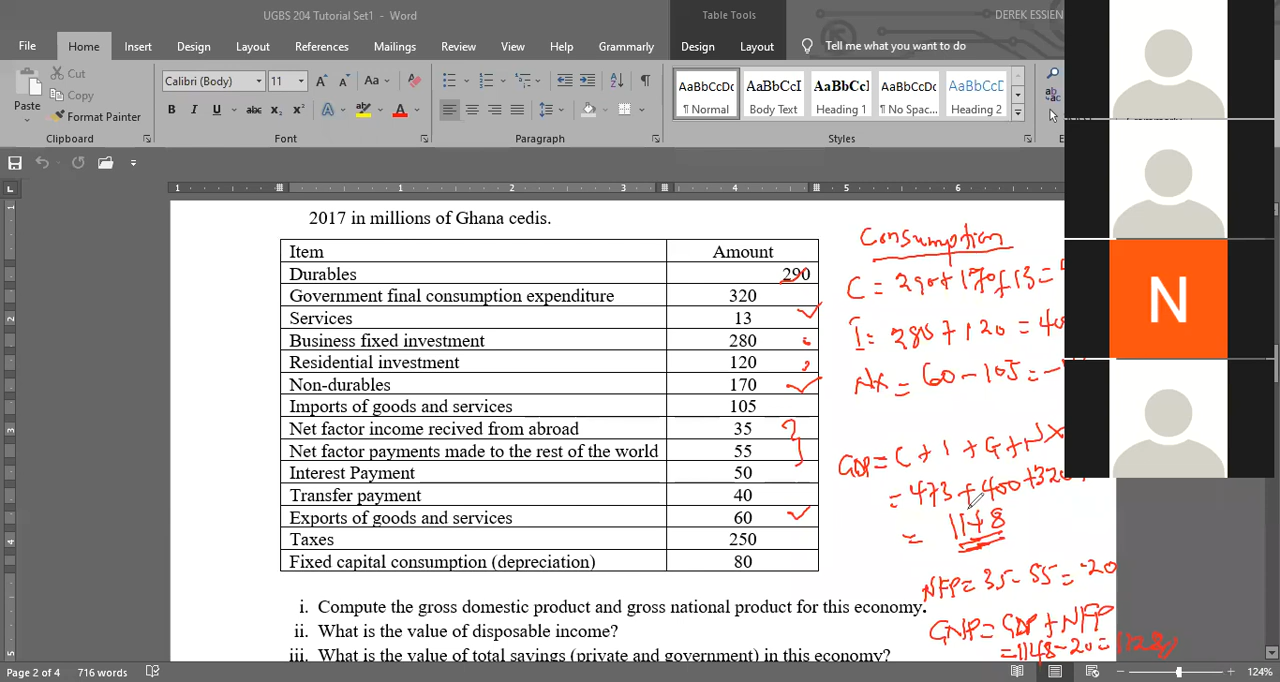 UGBS 204 Tutorial Set1 - Word
Table Tools
DEREK ESSIEN
File Home Insert Design Layout References Mailings Review View Help Grammarly Design Layout Tell me what you want to do
Paste
Cut
Copy
Format Painter
Calibri (Body) 11
AaBbCcDc AaBbCcI AaBbCc AaBbCcDc AaBbCcDc
¶ Normal Body Text Heading 1 ¶ No Spac... Heading 2
Clipboard Font Paragraph Styles
2017 in millions of Ghana cedis.
Item Amount
Durables 290
Government final consumption expenditure 320
Services 13
Business fixed investment 280
Residential investment 120
Non-durables 170
Imports of goods and services 105
Net factor income recived from abroad 35
Net factor payments made to the rest of the world 55
Interest Payment 50
Transfer payment 40
Exports of goods and services 60
Taxes 250
Fixed capital consumption (depreciation) 80
i. Compute the gross domestic product and gross national product for this economy.
ii. What is the value of disposable income?
iii. What is the value of total savings (private and government) in this economy?
Consumption
C = 290+170+13=
I = 280+120=40
NX = 60-105=-
GDP= C+I+G+NX
= 473+400+320
= 1148
NFP= 35-55=-20
GNP= GDP+NFP
=1148-20=1128
N
Page 2 of 4 716 words 124%